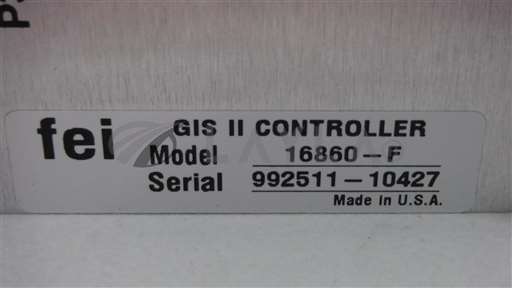 fei GIS II CONTROLLER
Model 16860-F
Serial 992511-10427
Made in U.S.A.